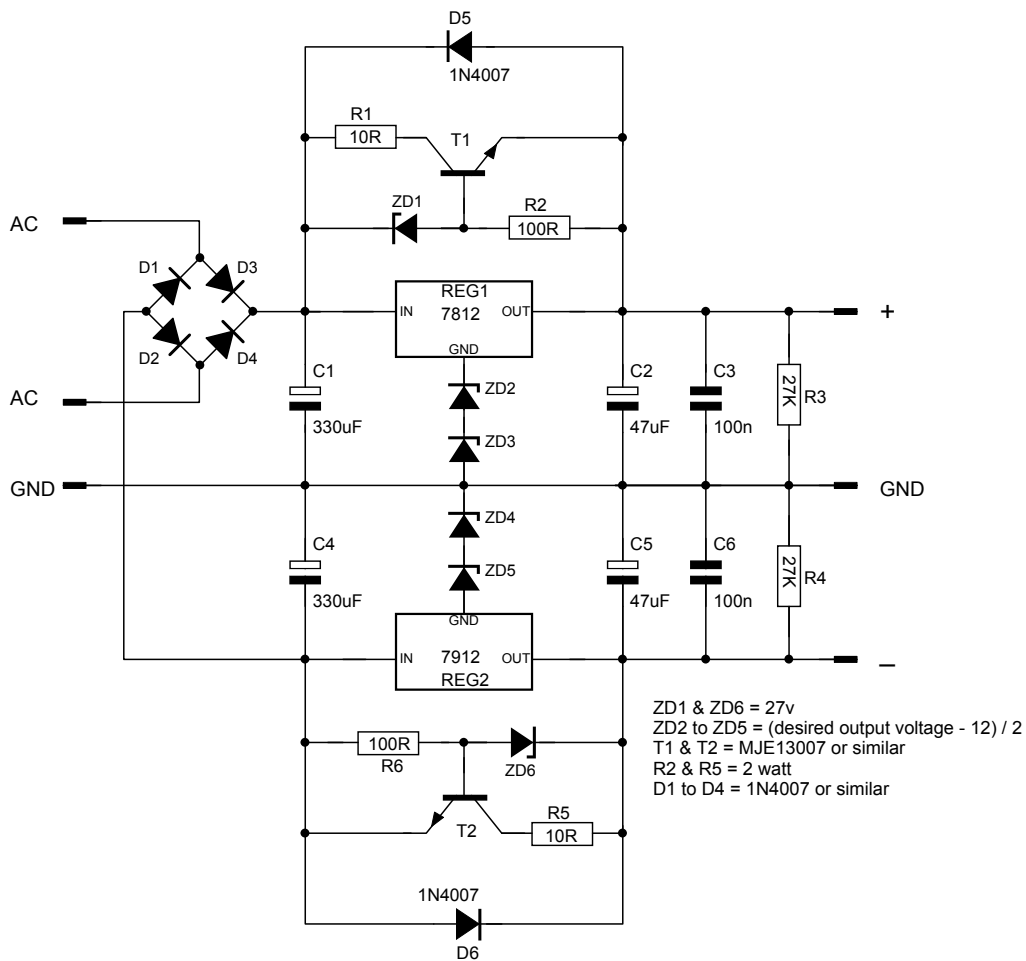 D5
1N4007
R1
10R
T1
ZD1
R2
100R
AC
D1
D3
REG1
IN
7812
OUT
GND
+
D2
D4
AC
C1
330uF
ZD2
ZD3
C2
47uF
C3
100n
27K
R3
GND
GND
C4
330uF
ZD4
ZD5
C5
47uF
C6
100n
27K
R4
GND
IN
7912
OUT
REG2
–
100R
R6
ZD6
T2
R5
10R
1N4007
D6
ZD1 & ZD6 = 27v
ZD2 to ZD5 = (desired output voltage - 12) / 2
T1 & T2 = MJE13007 or similar
R2 & R5 = 2 watt
D1 to D4 = 1N4007 or similar